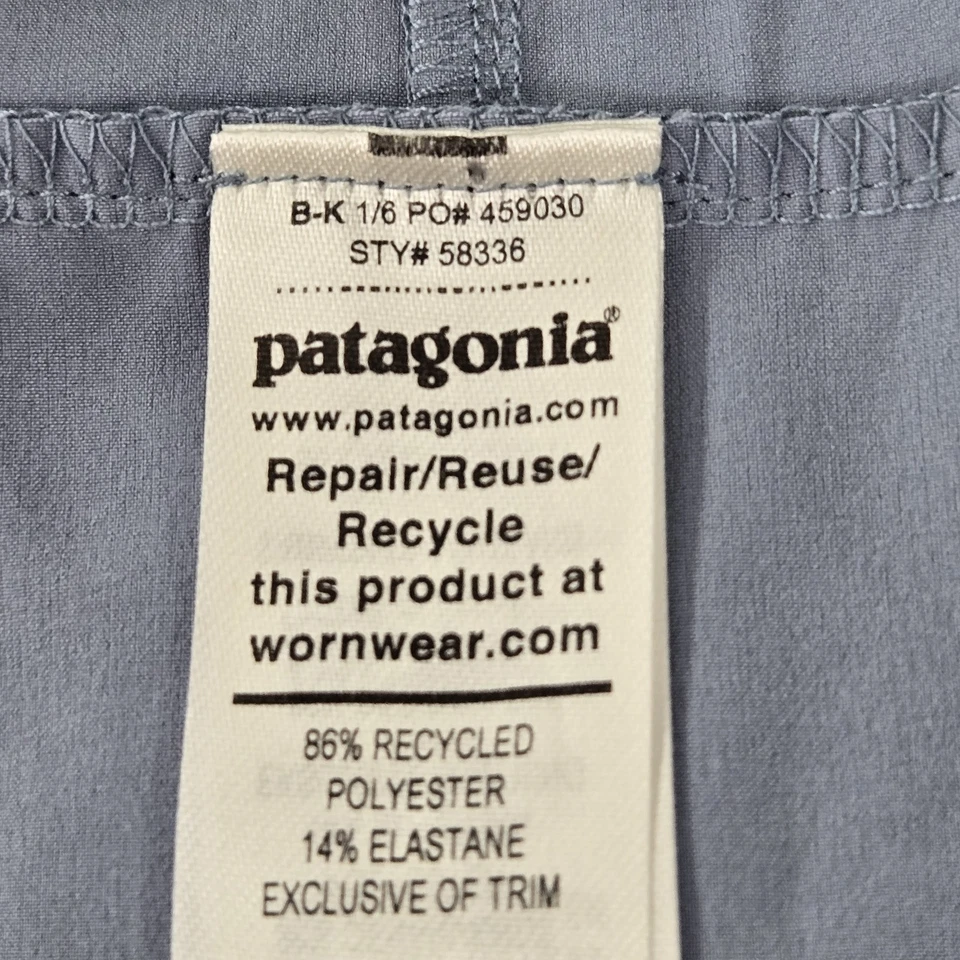 B-K 1/6 PO# 459030
STY# 58336
patagonia®
www.patagonia.com
Repair/Reuse/
Recycle
this product at
wornwear.com
86% RECYCLED
POLYESTER
14% ELASTANE
EXCLUSIVE OF TRIM